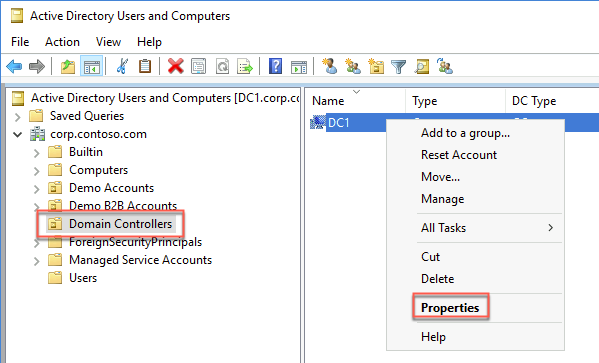 Active Directory Users and Computers
File Action View Help
Active Directory Users and Computers [DC1.corp.co
Name Type DC Type
Saved Queries
DC1
corp.contoso.com
Builtin
Computers
Demo Accounts
Demo B2B Accounts
Domain Controllers
ForeignSecurityPrincipals
Managed Service Accounts
Users
Add to a group...
Reset Account
Move...
Manage
All Tasks
Cut
Delete
Properties
Help